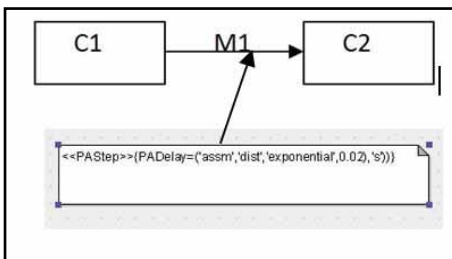 C1
M1
C2
<<PAStep>>{PADelay=('assm','dist','exponential',0.02),'s'))}